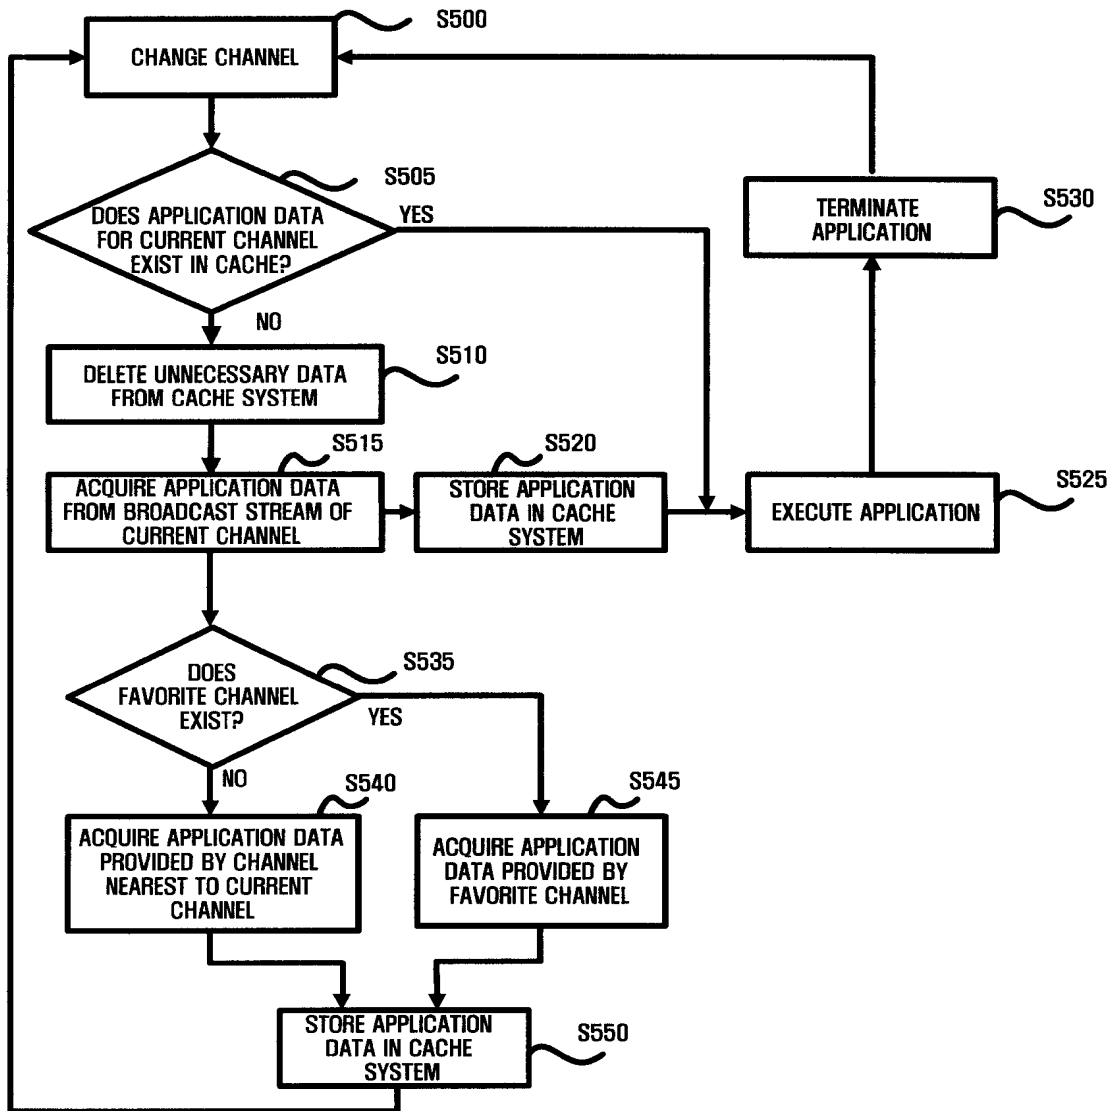 S500
CHANGE CHANNEL
S505
DOES APPLICATION DATA
FOR CURRENT CHANNEL
EXIST IN CACHE?
YES
NO
S530
TERMINATE
APPLICATION
S510
DELETE UNNECESSARY DATA
FROM CACHE SYSTEM
S515
ACQUIRE APPLICATION DATA
FROM BROADCAST STREAM OF
CURRENT CHANNEL
S520
STORE APPLICATION
DATA IN CACHE
SYSTEM
S525
EXECUTE APPLICATION
S535
DOES
FAVORITE CHANNEL
EXIST?
YES
NO
S540
ACQUIRE APPLICATION DATA
PROVIDED BY CHANNEL
NEAREST TO CURRENT
CHANNEL
S545
ACQUIRE APPLICATION
DATA PROVIDED BY
FAVORITE CHANNEL
STORE APPLICATION
DATA IN CACHE
SYSTEM
S550